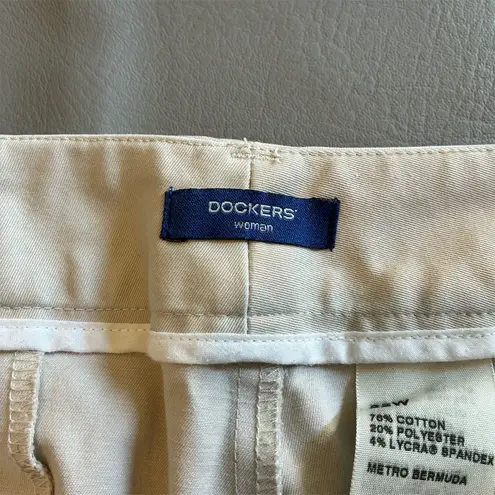 DOCKERS®
woman
76% COTTON
20% POLYESTER
4% LYCRA® SPANDEX
METRO BERMUDA